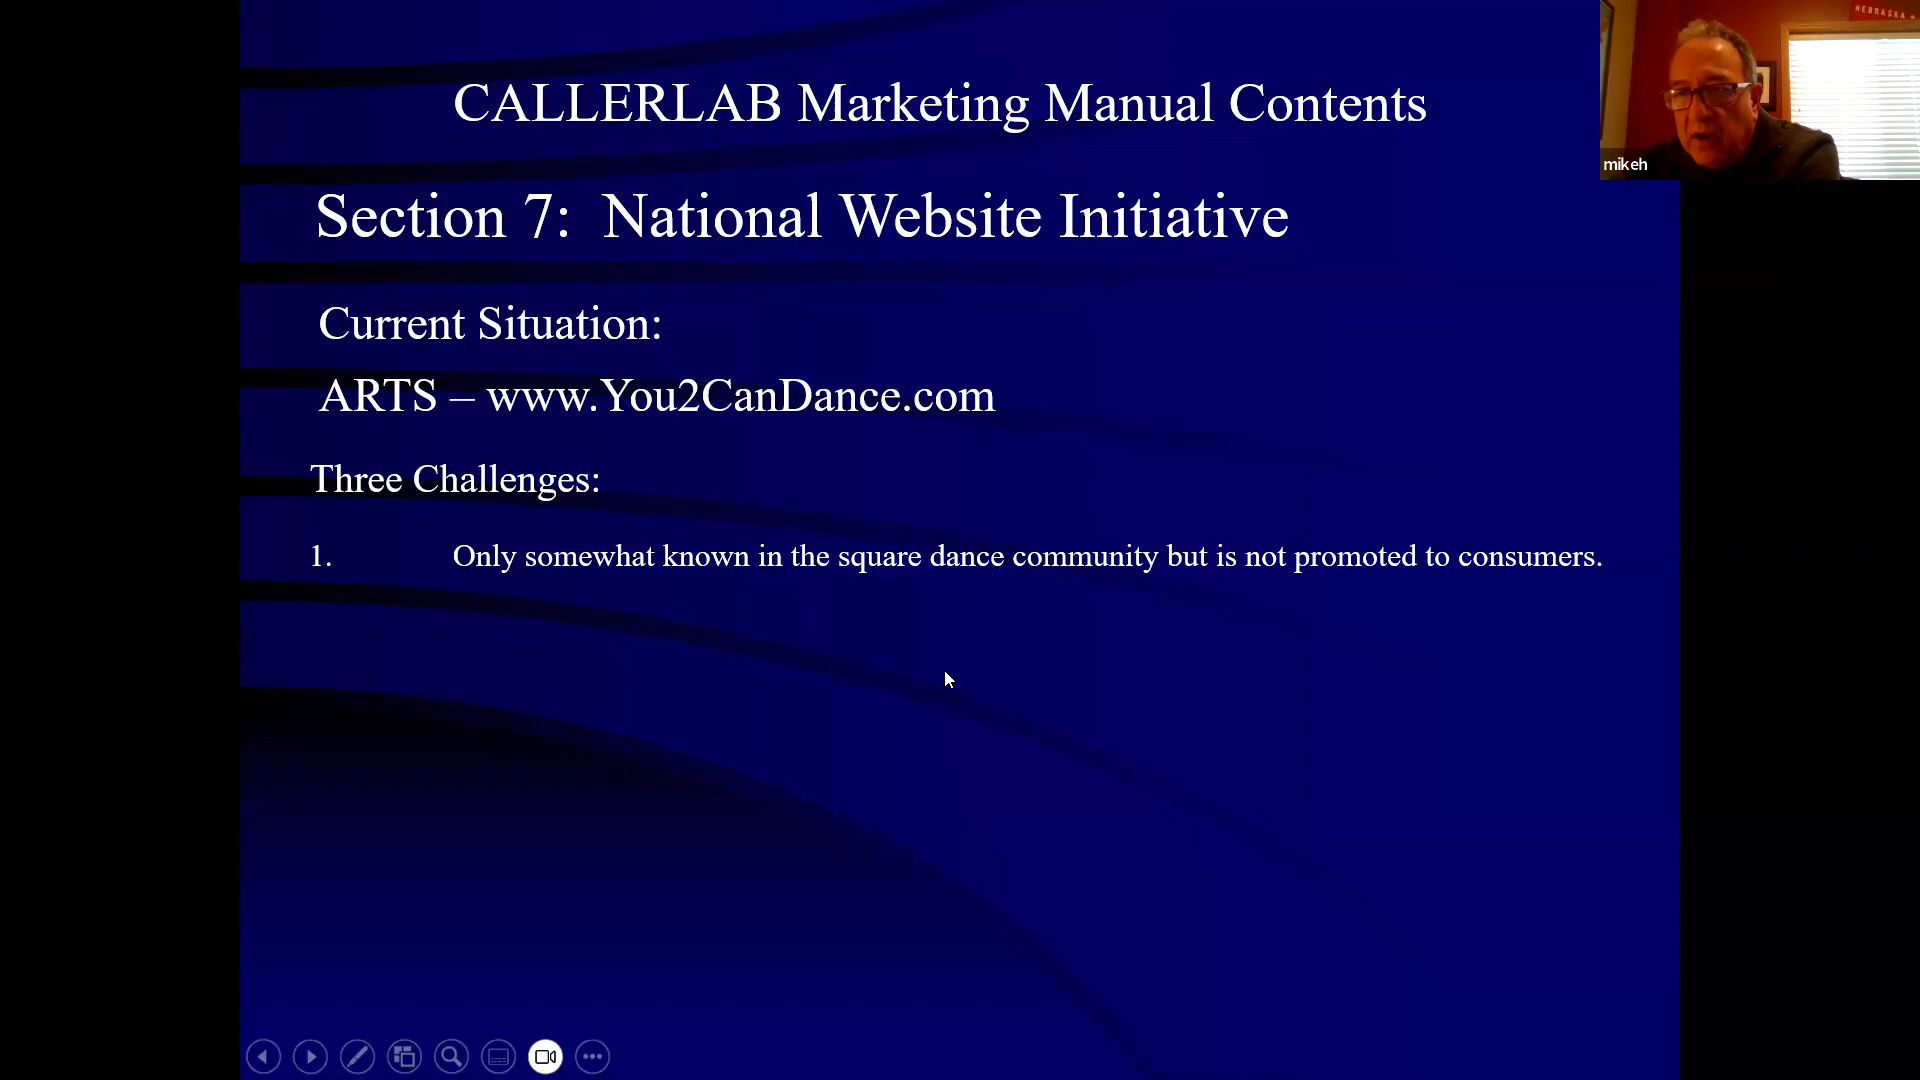 CALLERLAB Marketing Manual Contents
NEBRASKA
mikeh
Section 7: National Website Initiative
Current Situation:
ARTS – www.You2CanDance.com
Three Challenges:
1. Only somewhat known in the square dance community but is not promoted to consumers.